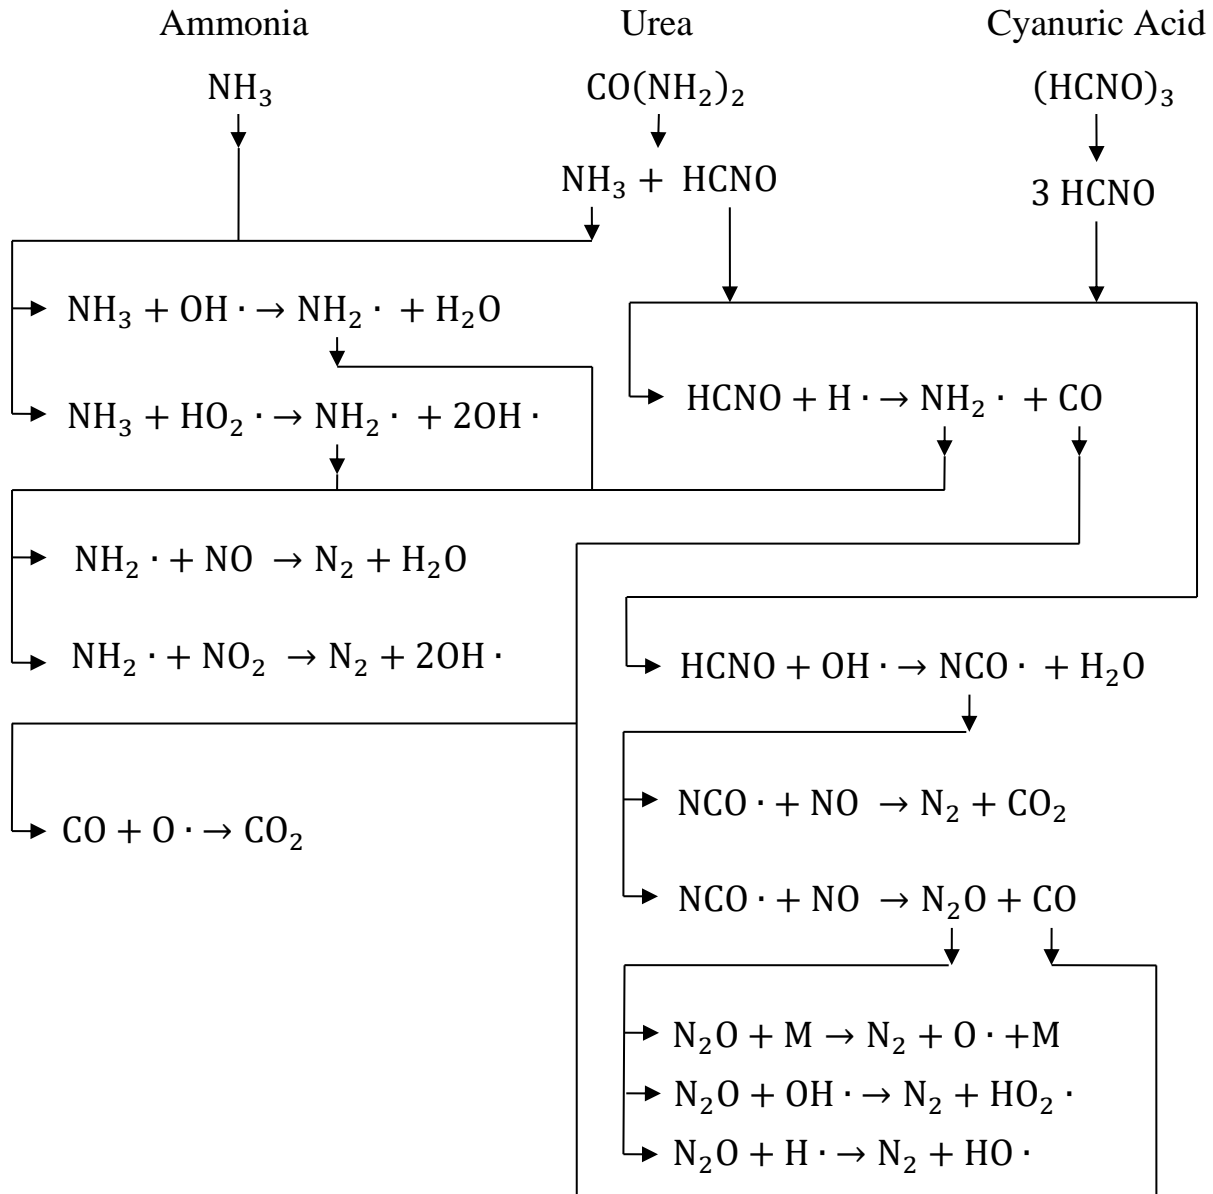 Ammonia
Urea
Cyanuric Acid
NH₃
CO(NH₂)₂
(HCNO)₃
NH₃ + HCNO
3 HCNO
NH₃ + OH · → NH₂ · + H₂O
HCNO + H · → NH₂ · + CO
NH₃ + HO₂ · → NH₂ · + 2OH ·
NH₂ · + NO → N₂ + H₂O
NH₂ · + NO₂ → N₂ + 2OH ·
HCNO + OH · → NCO · + H₂O
NCO · + NO → N₂ + CO₂
CO + O · → CO₂
NCO · + NO → N₂O + CO
N₂O + M → N₂ + O · +M
N₂O + OH · → N₂ + HO₂ ·
N₂O + H · → N₂ + HO ·